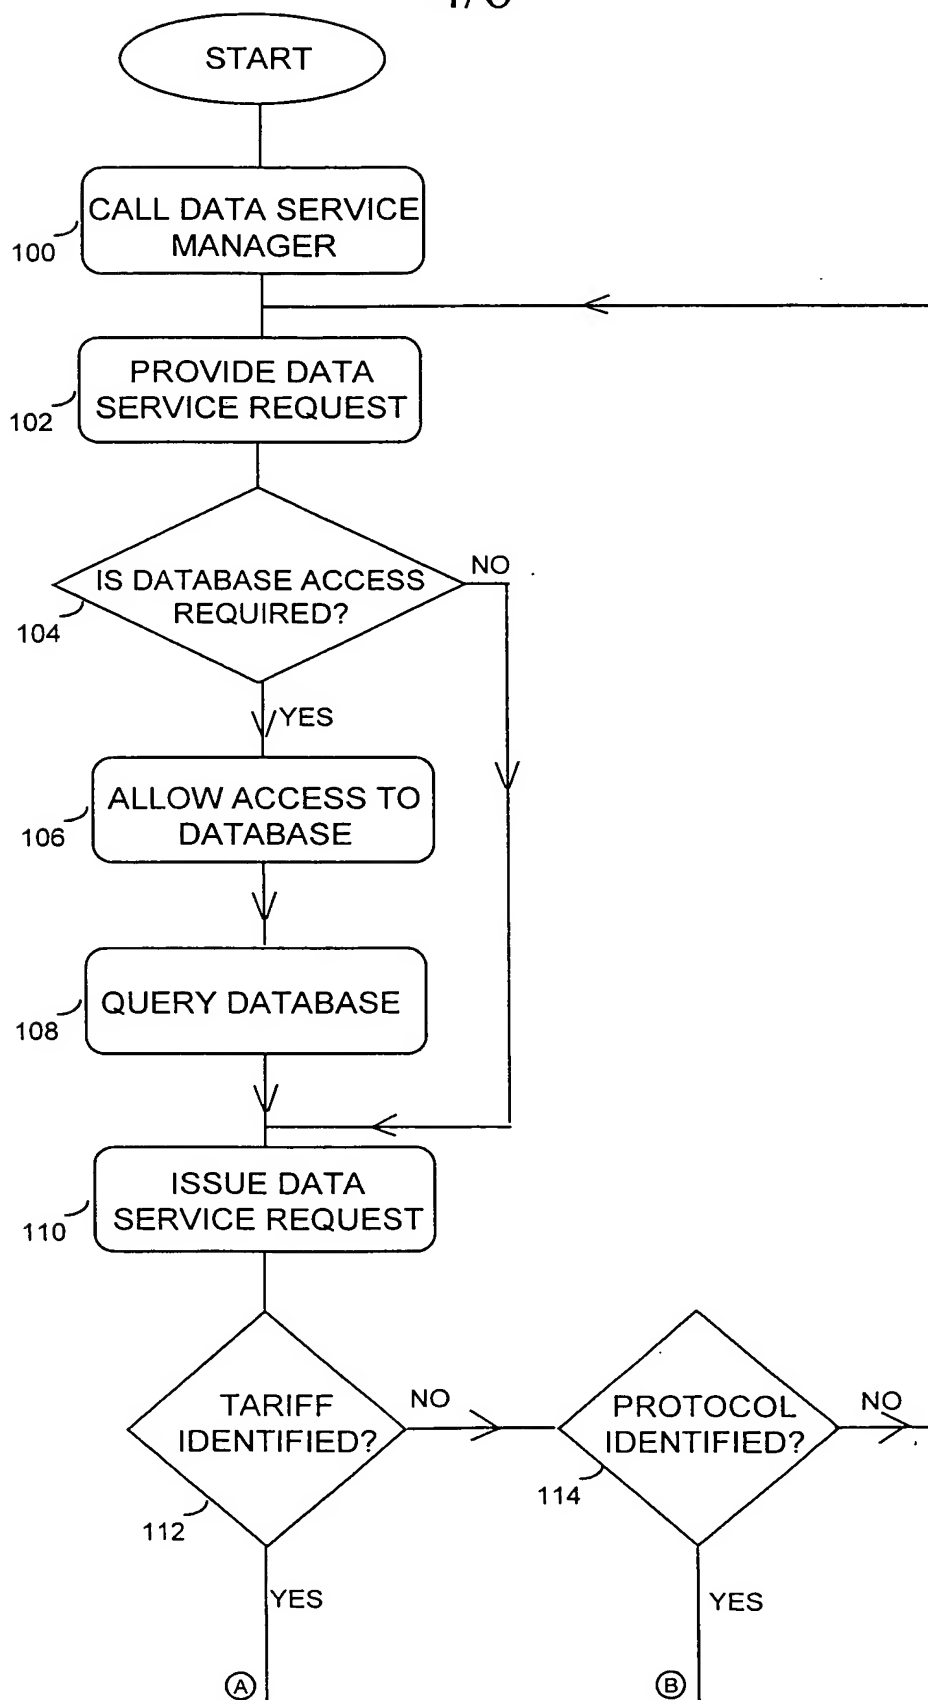 START
CALL DATA SERVICE
MANAGER
100
PROVIDE DATA
SERVICE REQUEST
102
NO
IS DATABASE ACCESS
REQUIRED?
104
YES
ALLOW ACCESS TO
DATABASE
106
QUERY DATABASE
108
ISSUE DATA
SERVICE REQUEST
110
TARIFF
IDENTIFIED?
NO
112
PROTOCOL
IDENTIFIED?
NO
114
YES
YES
A
B